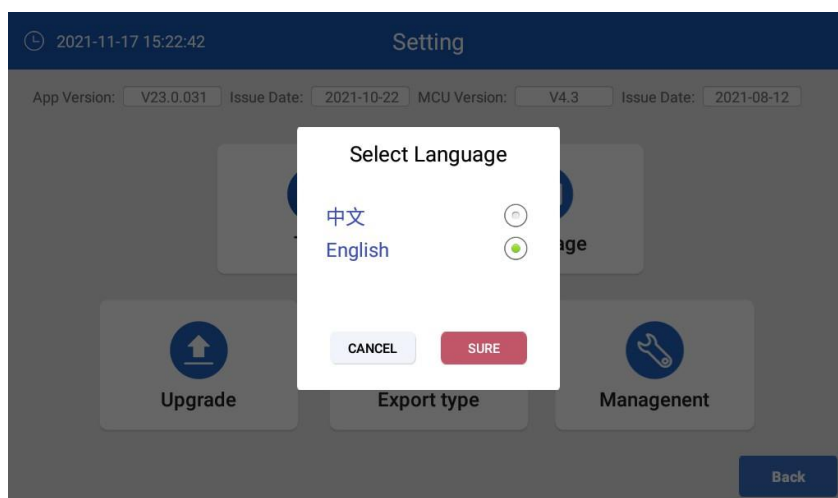 2021-11-17 15:22:42 Setting
App Version: V23.0.031 Issue Date: 2021-10-22 MCU Version: V4.3 Issue Date: 2021-08-12
Select Language
中文
English
age
CANCEL SURE
Upgrade Export type Managenent
Back